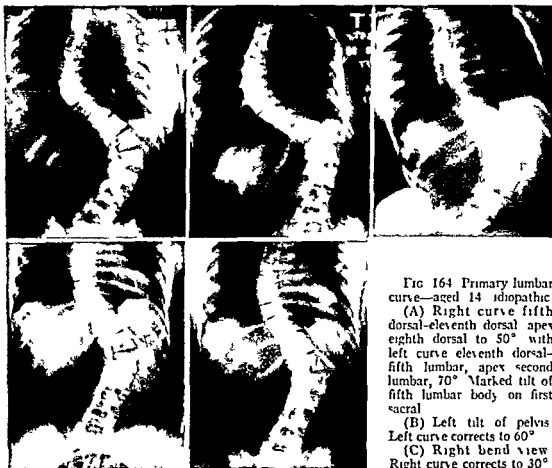 T
FIG 164 Primary lumbar
curve—aged 14 idiopathic
(A) Right curve fifth
dorsal-eleventh dorsal apex
eighth dorsal to 50° with
left curve eleventh dorsal-
fifth lumbar, apex second
lumbar, 70° Marked tilt of
fifth lumbar body on first
sacral
(B) Left tilt of pelvis
Left curve corrects to 60°
(C) Right bend view
Right curve corrects to 30°